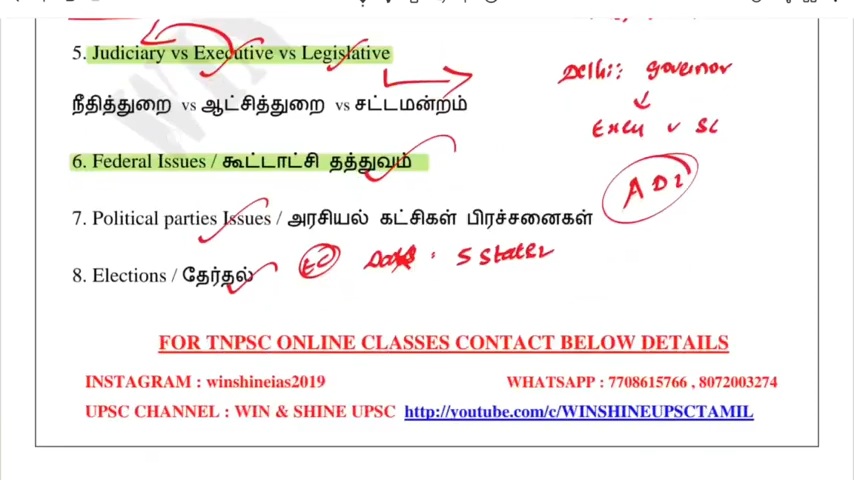 5. Judiciary vs Executive vs Legislative
Delhi: governor
நீதித்துறை vs ஆட்சித்துறை vs சட்டமன்றம்
Execu v SC
6. Federal Issues / கூட்டாட்சி தத்துவம்
7. Political parties Issues / அரசியல் கட்சிகள் பிரச்சனைகள்
8. Elections / தேர்தல்
EC : 5 States
FOR TNPSC ONLINE CLASSES CONTACT BELOW DETAILS
INSTAGRAM : winshineias2019 WHATSAPP : 7708615766 , 8072003274
UPSC CHANNEL : WIN & SHINE UPSC http://youtube.com/c/WINSHINEUPSCTAMIL